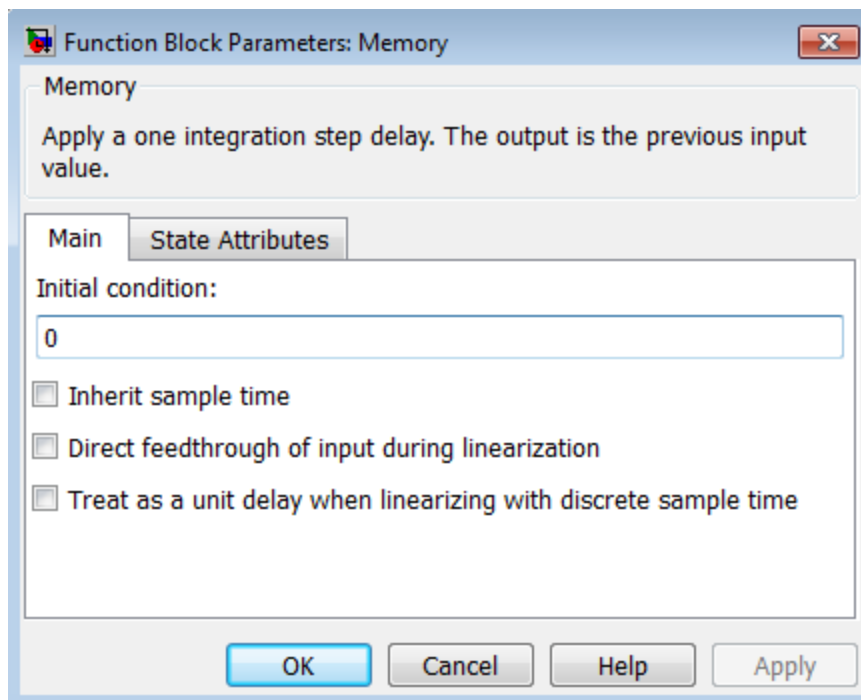 Function Block Parameters: Memory
Memory
Apply a one integration step delay. The output is the previous input
value.
Main State Attributes
Initial condition:
0
Inherit sample time
Direct feedthrough of input during linearization
Treat as a unit delay when linearizing with discrete sample time
OK Cancel Help Apply